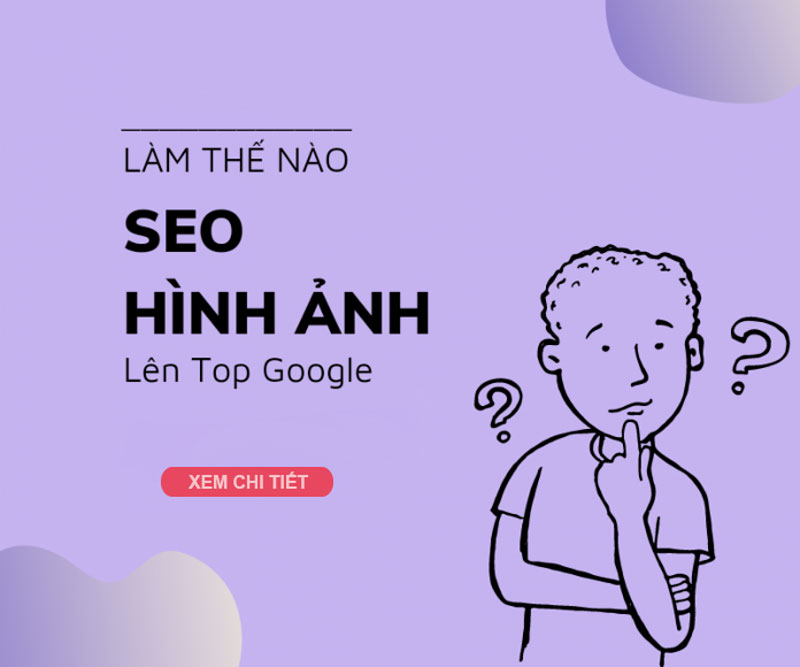 LÀM THẾ NÀO
SEO
HÌNH ẢNH
Lên Top Google
XEM CHI TIẾT
? ?